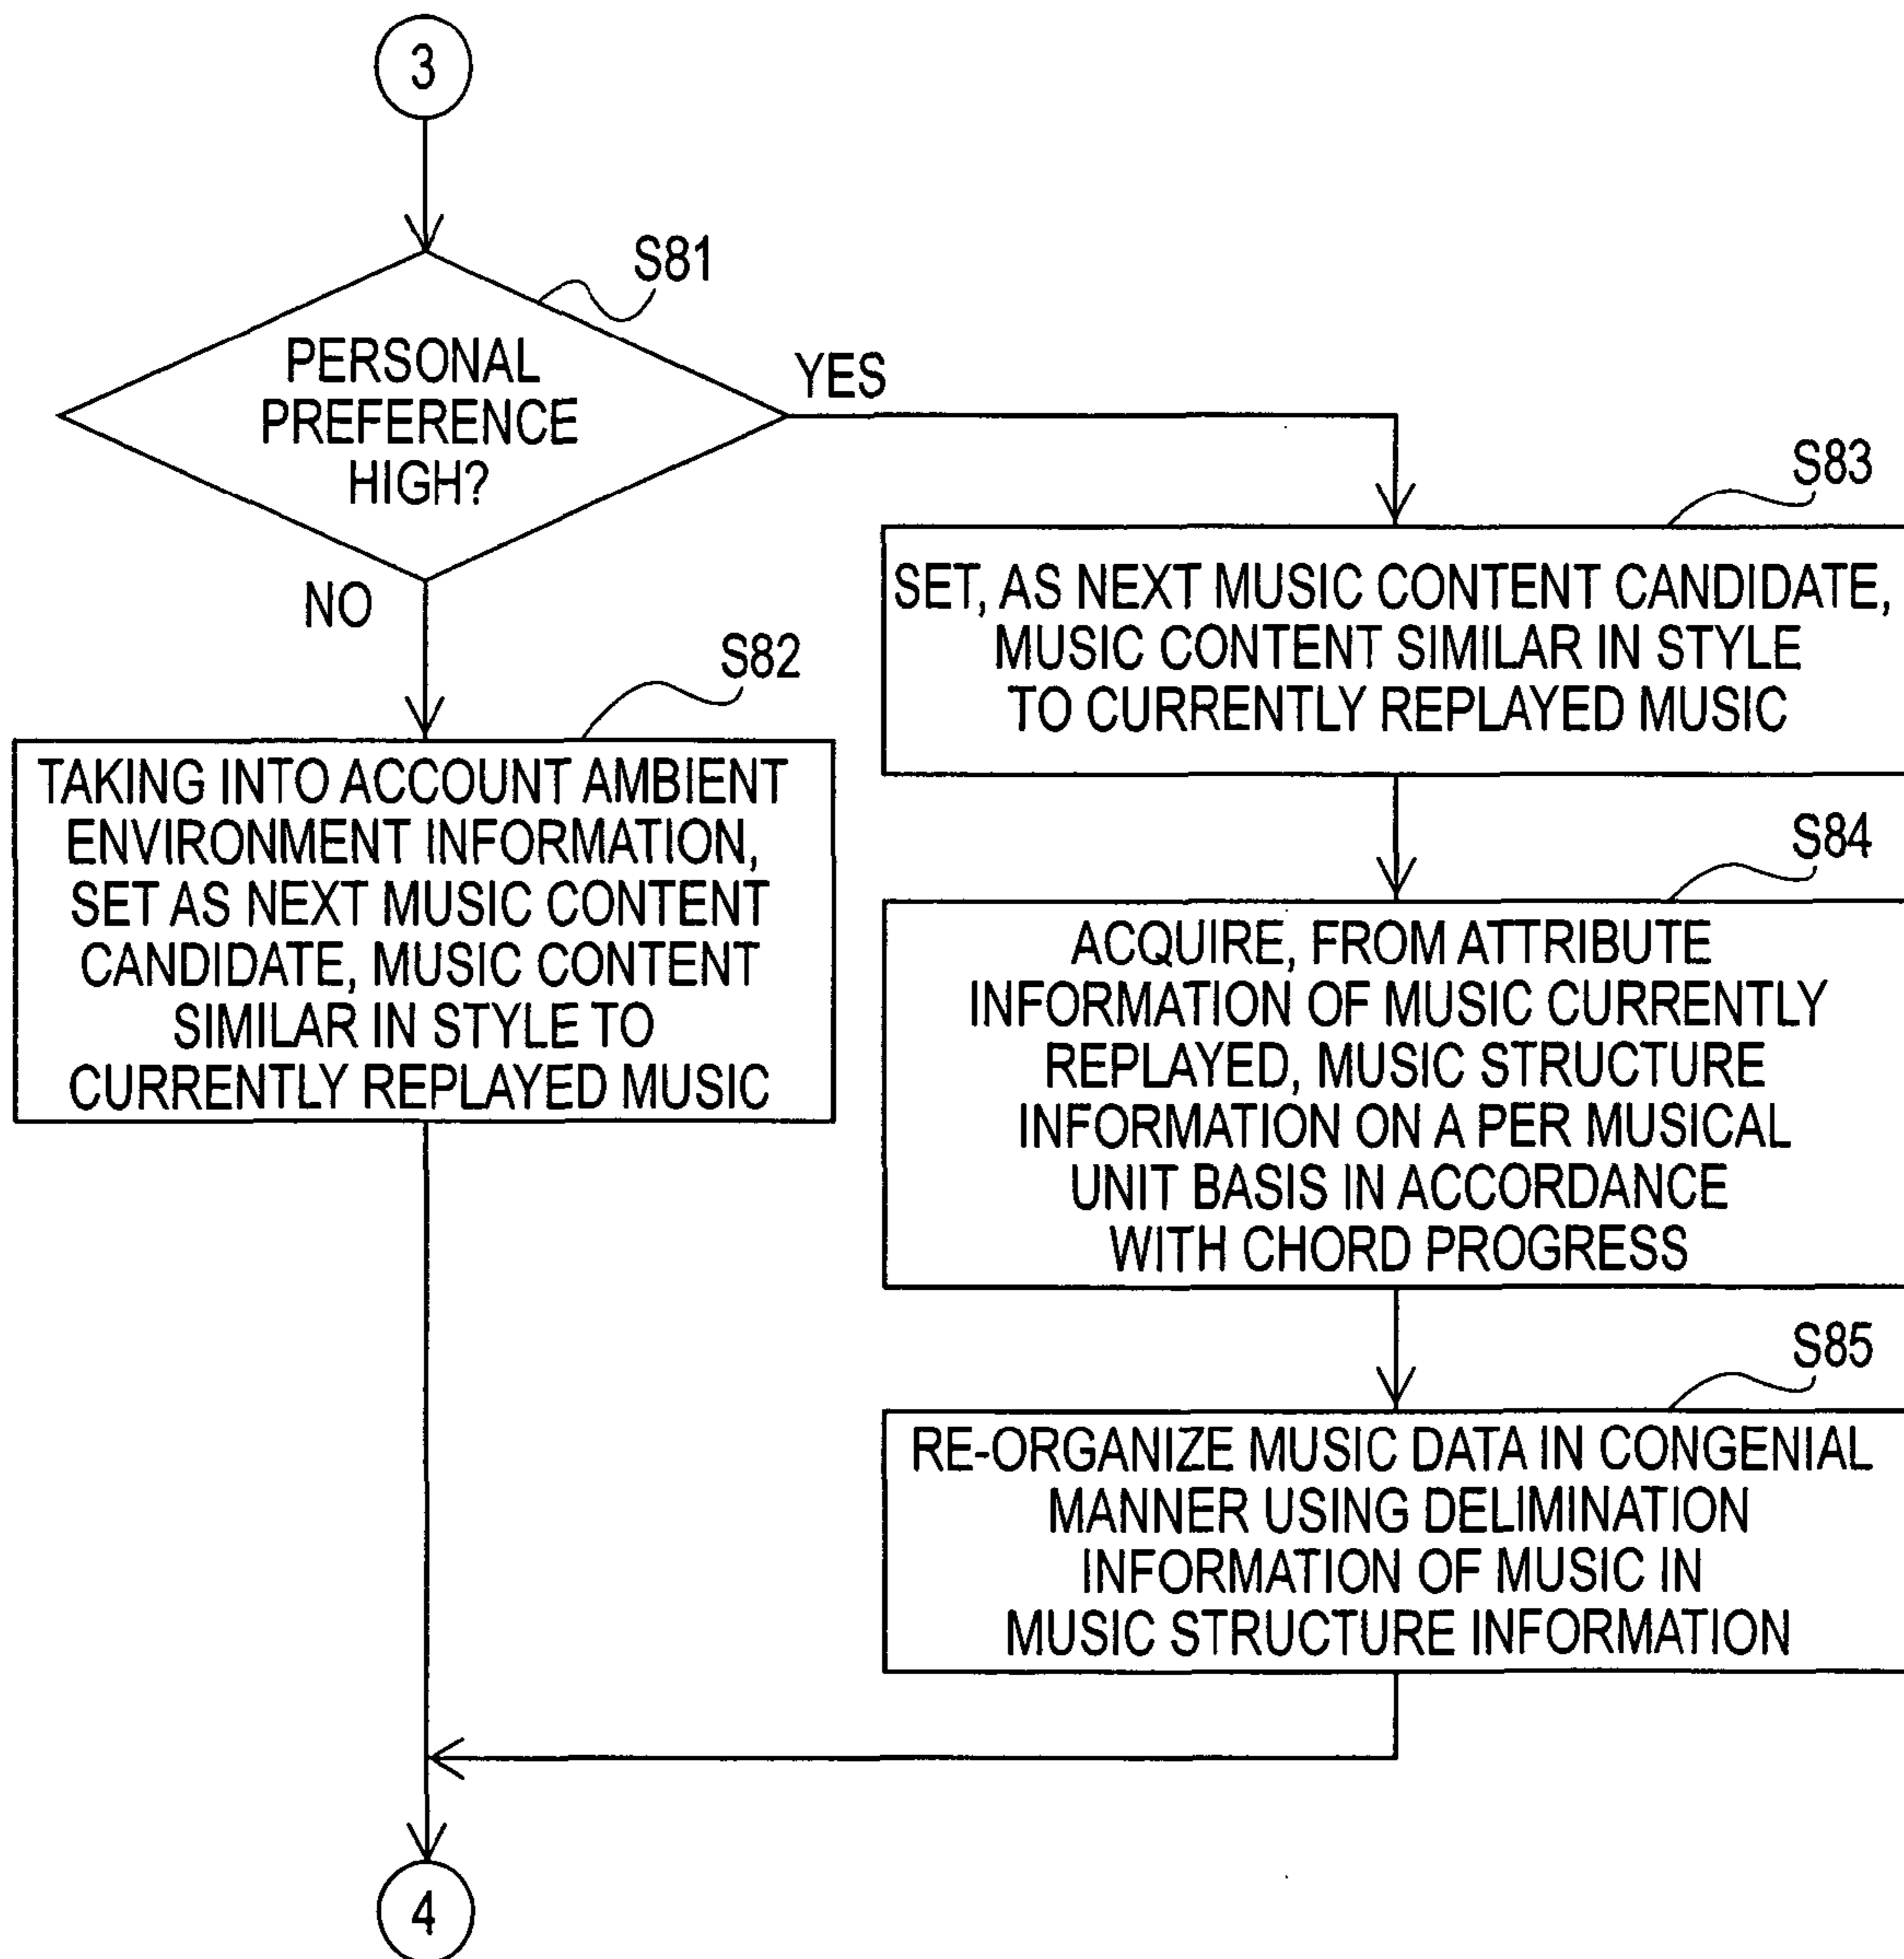 3
S81
PERSONAL
PREFERENCE
HIGH?
YES
NO
S82
TAKING INTO ACCOUNT AMBIENT
ENVIRONMENT INFORMATION,
SET AS NEXT MUSIC CONTENT
CANDIDATE, MUSIC CONTENT
SIMILAR IN STYLE TO
CURRENTLY REPLAYED MUSIC
S83
SET, AS NEXT MUSIC CONTENT CANDIDATE,
MUSIC CONTENT SIMILAR IN STYLE
TO CURRENTLY REPLAYED MUSIC
S84
ACQUIRE, FROM ATTRIBUTE
INFORMATION OF MUSIC CURRENTLY
REPLAYED, MUSIC STRUCTURE
INFORMATION ON A PER MUSICAL
UNIT BASIS IN ACCORDANCE
WITH CHORD PROGRESS
S85
RE-ORGANIZE MUSIC DATA IN CONGENIAL
MANNER USING DELIMINATION
INFORMATION OF MUSIC IN
MUSIC STRUCTURE INFORMATION
4